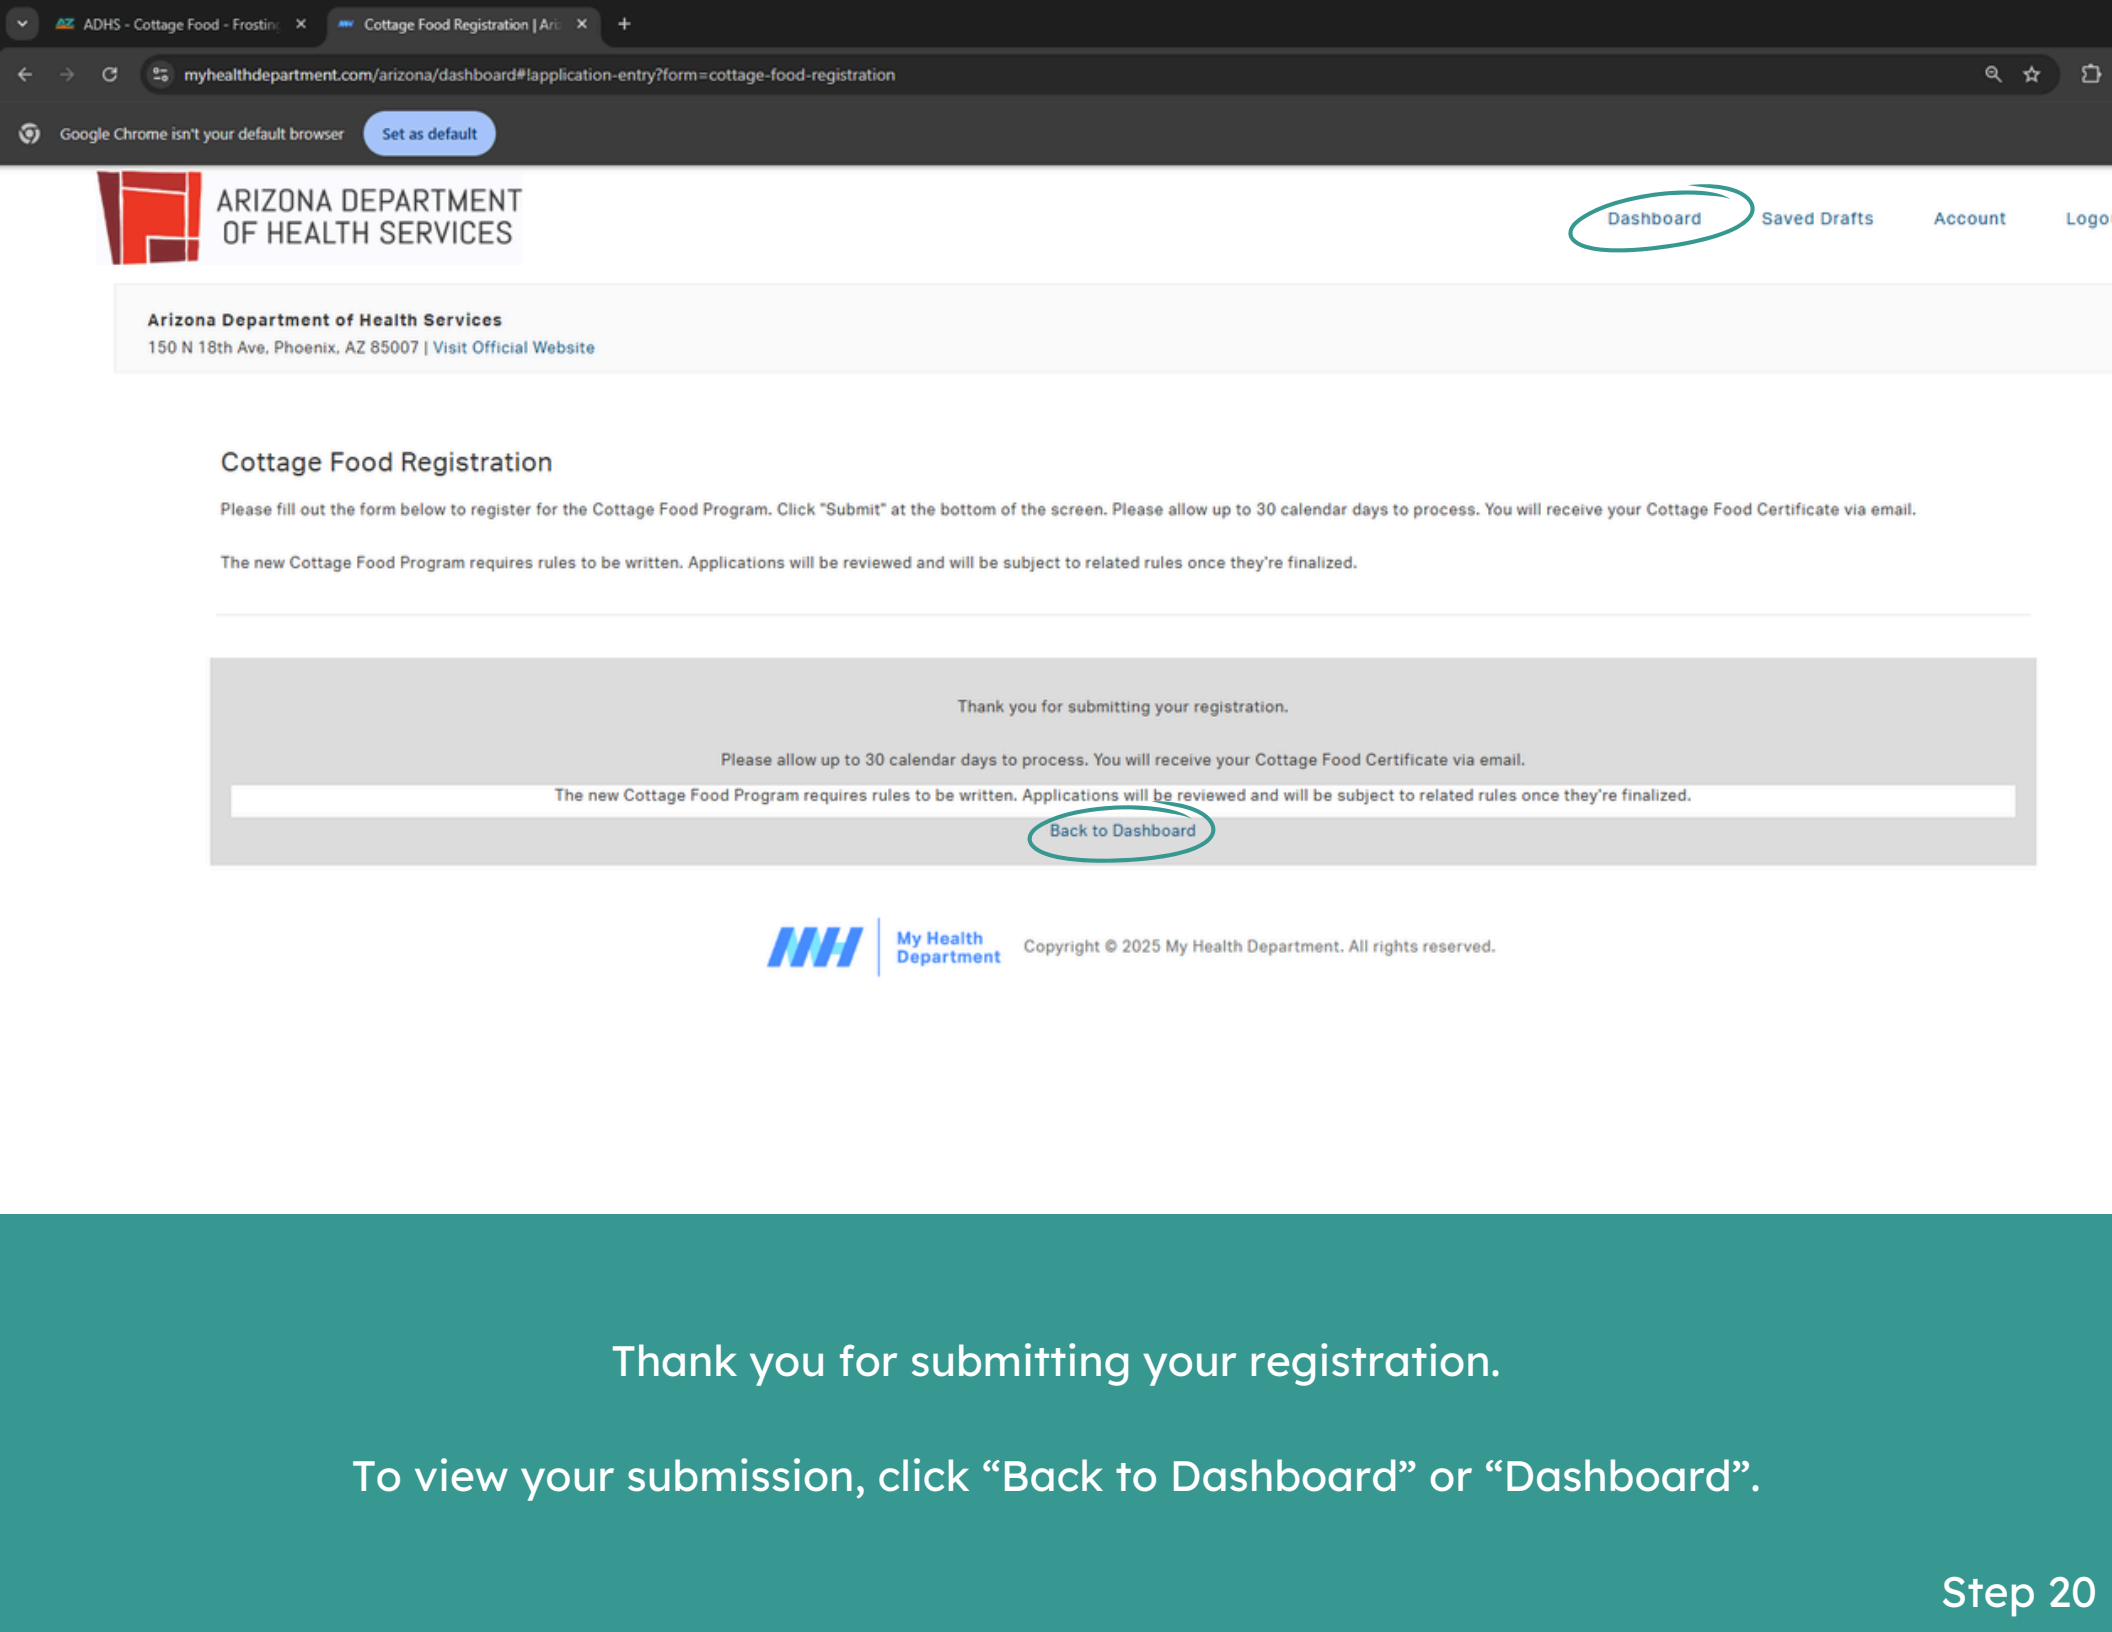 ADHS - Cottage Food - Frostin
Cottage Food Registration | Ari
myhealthdepartment.com/arizona/dashboard#!application-entry?form=cottage-food-registration
Google Chrome isn't your default browser
Set as default
ARIZONA DEPARTMENT
OF HEALTH SERVICES
Dashboard
Saved Drafts
Account
Logo
Arizona Department of Health Services
150 N 18th Ave, Phoenix, AZ 85007 | Visit Official Website
Cottage Food Registration
Please fill out the form below to register for the Cottage Food Program. Click "Submit" at the bottom of the screen. Please allow up to 30 calendar days to process. You will receive your Cottage Food Certificate via email.
The new Cottage Food Program requires rules to be written. Applications will be reviewed and will be subject to related rules once they're finalized.
Thank you for submitting your registration.
Please allow up to 30 calendar days to process. You will receive your Cottage Food Certificate via email.
The new Cottage Food Program requires rules to be written. Applications will be reviewed and will be subject to related rules once they're finalized.
Back to Dashboard
My Health
Department
Copyright © 2025 My Health Department. All rights reserved.
Thank you for submitting your registration.
To view your submission, click “Back to Dashboard” or “Dashboard”.
Step 20